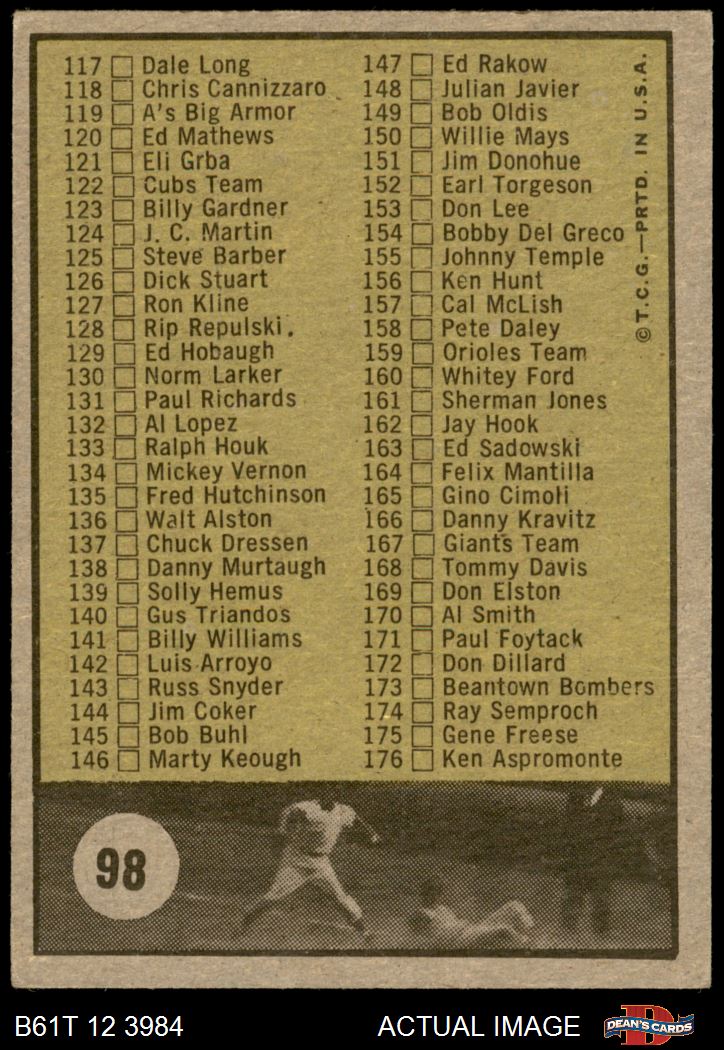 117 Dale Long
118 Chris Cannizzaro
119 A's Big Armor
120 Ed Mathews
121 Eli Grba
122 Cubs Team
123 Billy Gardner
124 J. C. Martin
125 Steve Barber
126 Dick Stuart
127 Ron Kline
128 Rip Repulski.
129 Ed Hobaugh
130 Norm Larker
131 Paul Richards
132 Al Lopez
133 Ralph Houk
134 Mickey Vernon
135 Fred Hutchinson
136 Walt Alston
137 Chuck Dressen
138 Danny Murtaugh
139 Solly Hemus
140 Gus Triandos
141 Billy Williams
142 Luis Arroyo
143 Russ Snyder
144 Jim Coker
145 Bob Buhl
146 Marty Keough
147 Ed Rakow
148 Julian Javier
149 Bob Oldis
150 Willie Mays
151 Jim Donohue
152 Earl Torgeson
153 Don Lee
154 Bobby Del Greco
155 Johnny Temple
156 Ken Hunt
157 Cal McLish
158 Pete Daley
159 Orioles Team
160 Whitey Ford
161 Sherman Jones
162 Jay Hook
163 Ed Sadowski
164 Felix Mantilla
165 Gino Cimoli
166 Danny Kravitz
167 Giants Team
168 Tommy Davis
169 Don Elston
170 Al Smith
171 Paul Foytack
172 Don Dillard
173 Beantown Bombers
174 Ray Semproch
175 Gene Freese
176 Ken Aspromonte
© T.C.G.—PRTD. IN U.S.A.
98
B61T 12 3984
ACTUAL IMAGE
D
DEAN'S CARDS